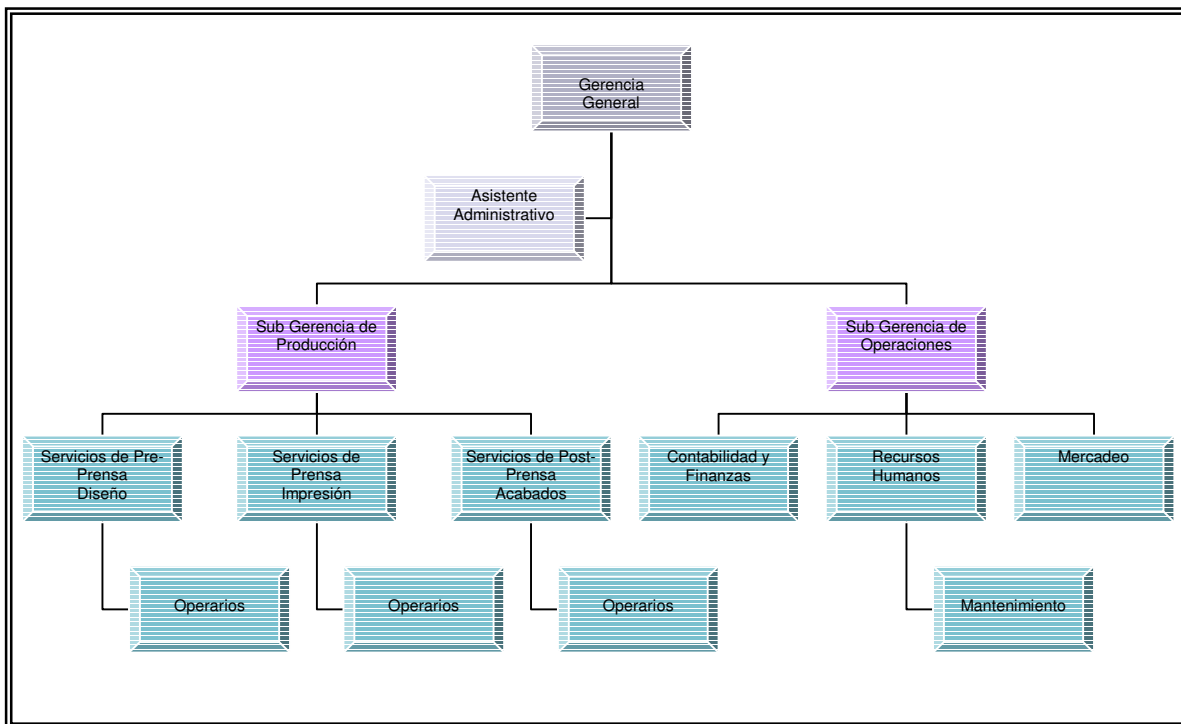 Gerencia
General
Asistente
Administrativo
Sub Gerencia de
Producción
Sub Gerencia de
Operaciones
Servicios de Pre-
Prensa
Diseño
Servicios de
Prensa
Impresión
Servicios de Post-
Prensa
Acabados
Contabilidad y
Finanzas
Recursos
Humanos
Mercadeo
Operarios
Operarios
Operarios
Mantenimiento